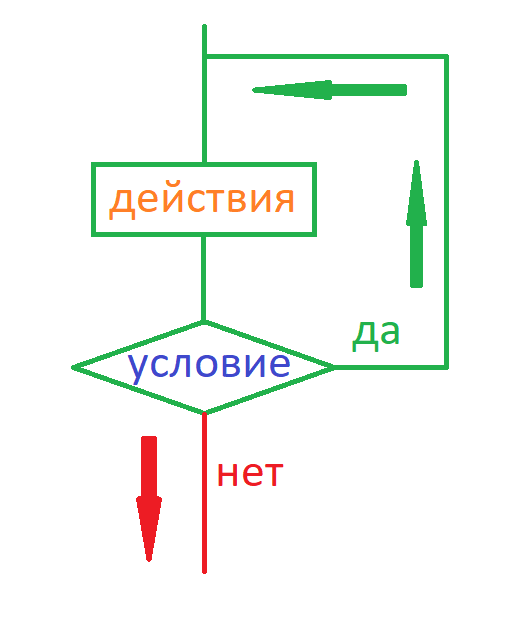 действия
да
условие
нет